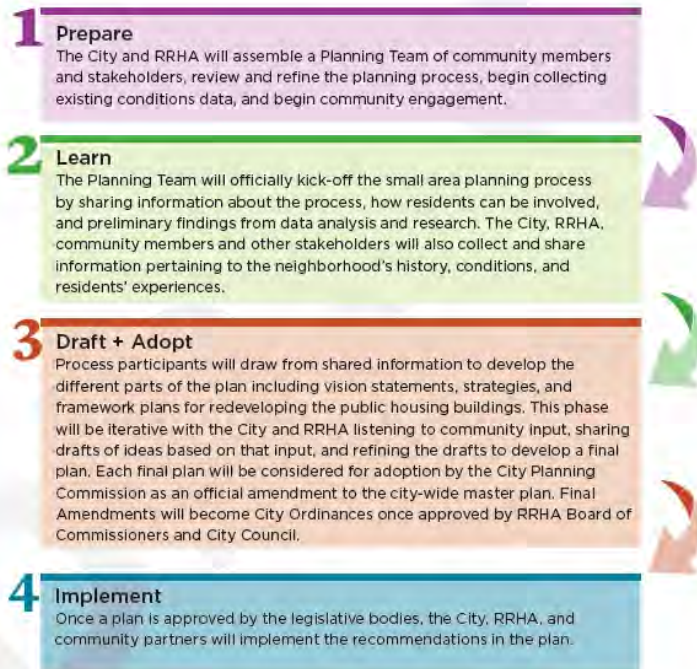 1
Prepare
The City and RRHA will assemble a Planning Team of community members
and stakeholders, review and refine the planning process, begin collecting
existing conditions data, and begin community engagement.
2
Learn
The Planning Team will officially kick-off the small area planning process
by sharing information about the process, how residents can be involved,
and preliminary findings from data analysis and research. The City, RRHA,
community members and other stakeholders will also collect and share
information pertaining to the neighborhood's history, conditions, and
residents' experiences.
3
Draft + Adopt
Process participants will draw from shared information to develop the
different parts of the plan including vision statements, strategies, and
framework plans for redeveloping the public housing buildings. This phase
will be iterative with the City and RRHA listening to community input, sharing
drafts of ideas based on that input, and refining the drafts to develop a final
plan. Each final plan will be considered for adoption by the City Planning
Commission as an official amendment to the city-wide master plan. Final
Amendments will become City Ordinances once approved by RRHA Board of
Commissioners and City Council.
4
Implement
Once a plan is approved by the legislative bodies, the City, RRHA, and
community partners will implement the recommendations in the plan.